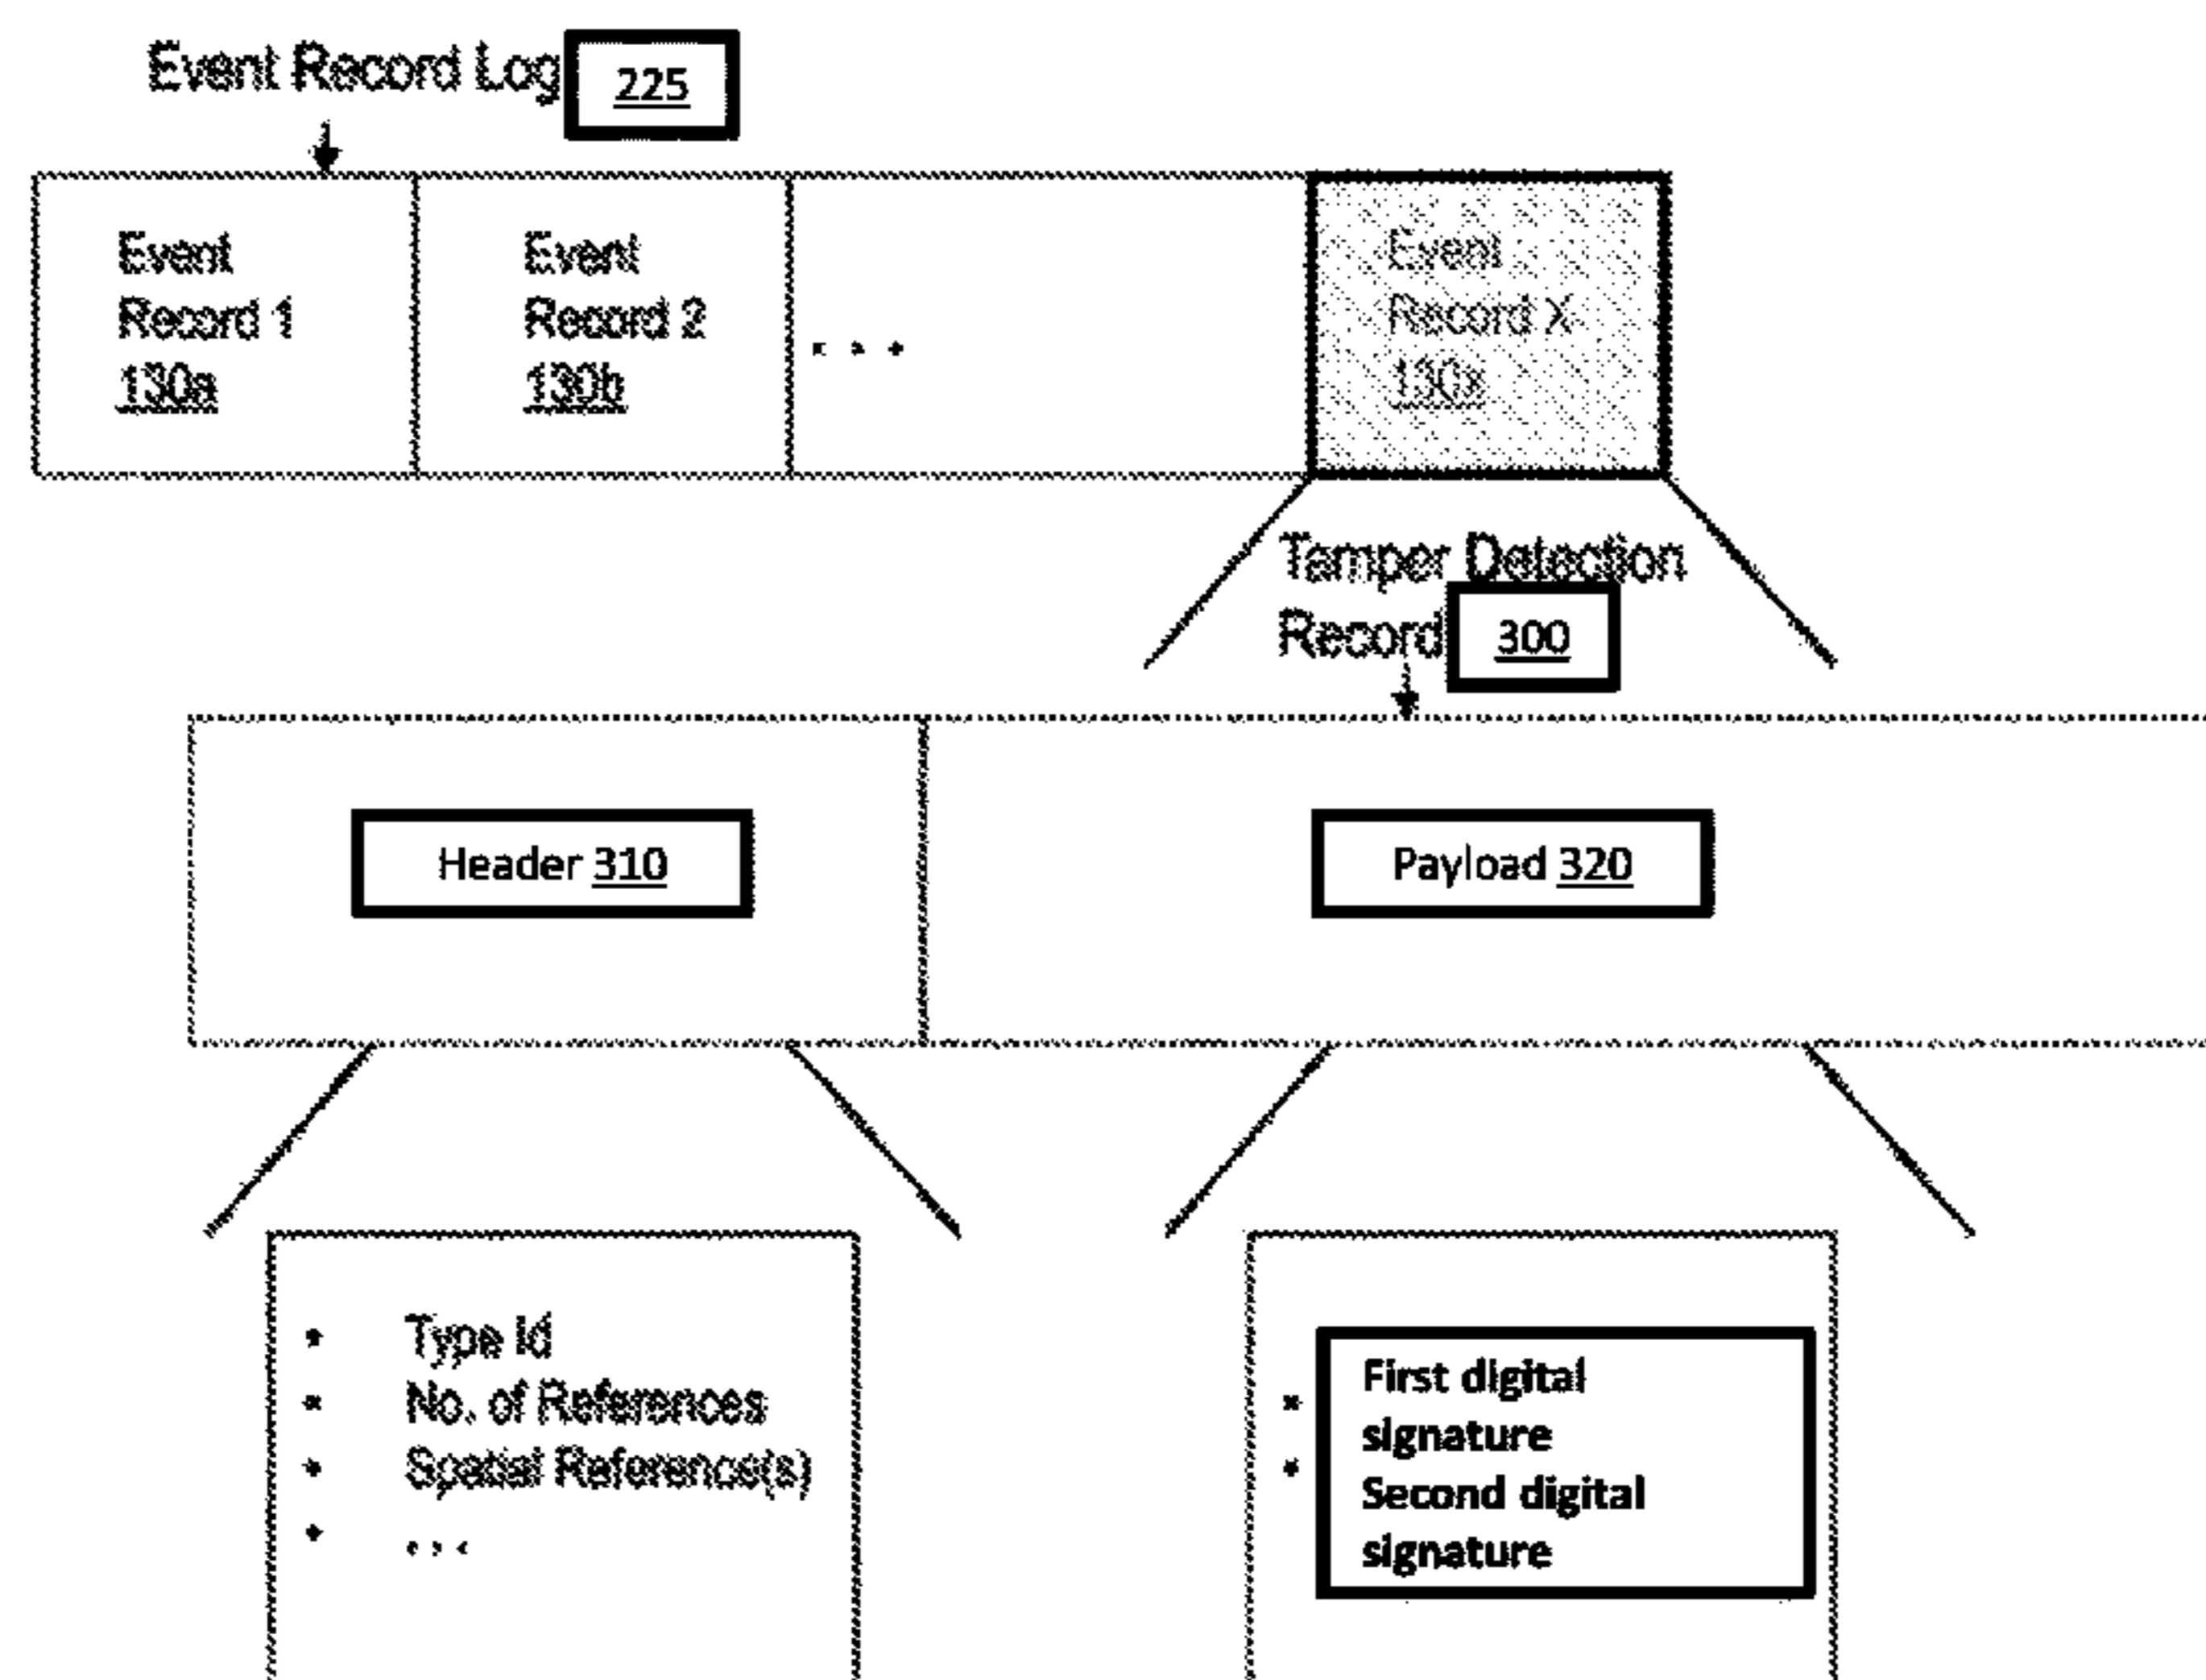 Event Record Log 225
Event
Record 1
130a
Event
Record 2
130b
. . .
Event
Record X
130x
Tamper Detection
Record 300
Header 310
Payload 320
• Type Id
• No. of References
• Spatial Reference(s)
• . . .
• First digital
signature
• Second digital
signature